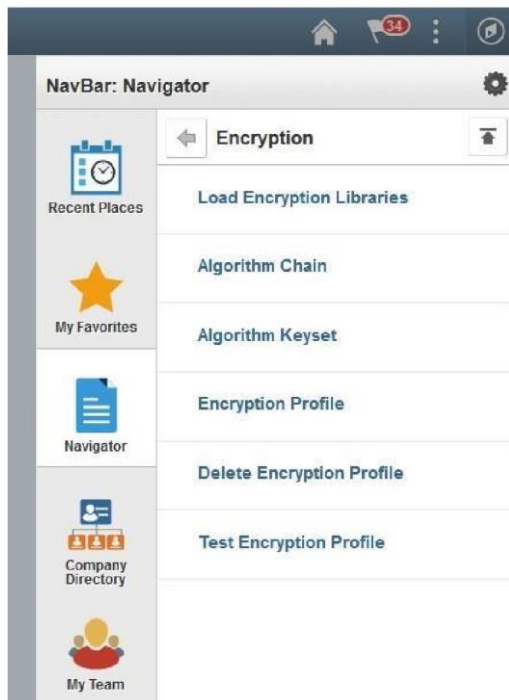 34
NavBar: Navigator
Recent Places
My Favorites
Navigator
Company
Directory
My Team
Encryption
Load Encryption Libraries
Algorithm Chain
Algorithm Keyset
Encryption Profile
Delete Encryption Profile
Test Encryption Profile